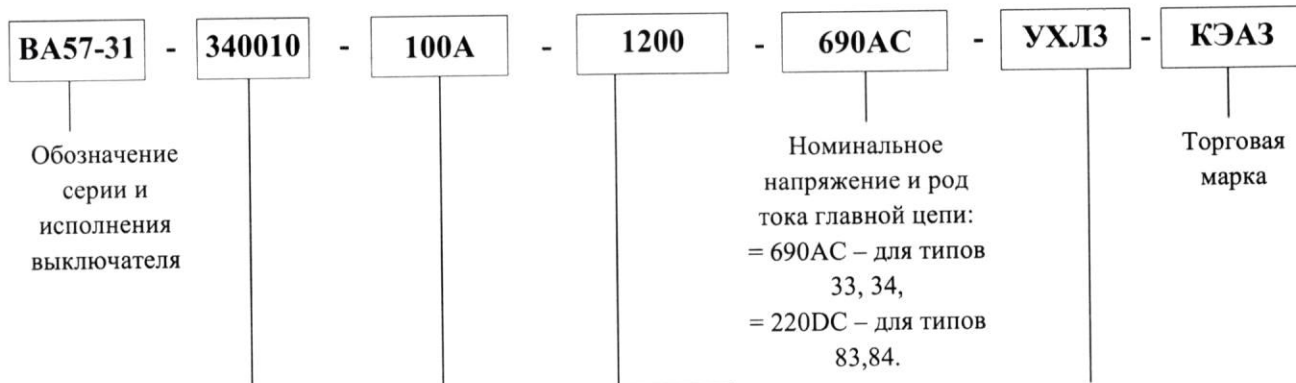 ВА57-31 - 340010 - 100А - 1200 - 690АС - УХЛ3 - КЭАЗ
Обозначение
серии и
исполнения
выключателя
Номинальное
напряжение и род
тока главной цепи:
= 690АС – для типов
33, 34,
= 220DC – для типов
83,84.
Торговая
марка